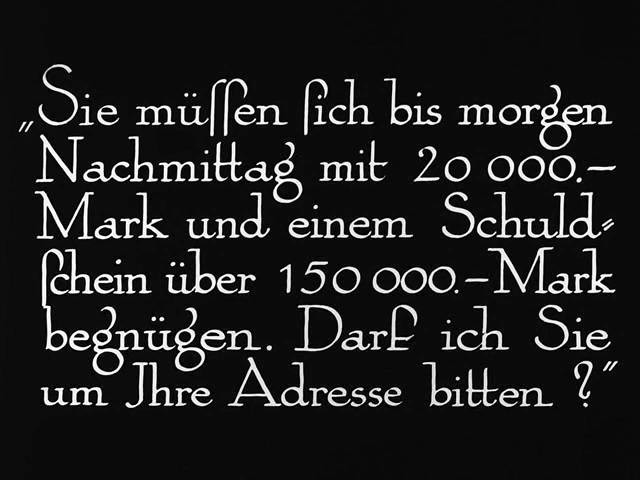 „Sie müſſen ſich bis morgen
Nachmittag mit 20 000.–
Mark und einem Schuld⸗
ſchein über 150 000.–Mark
begnügen. Darf ich Sie
um Ihre Adresse bitten ?“